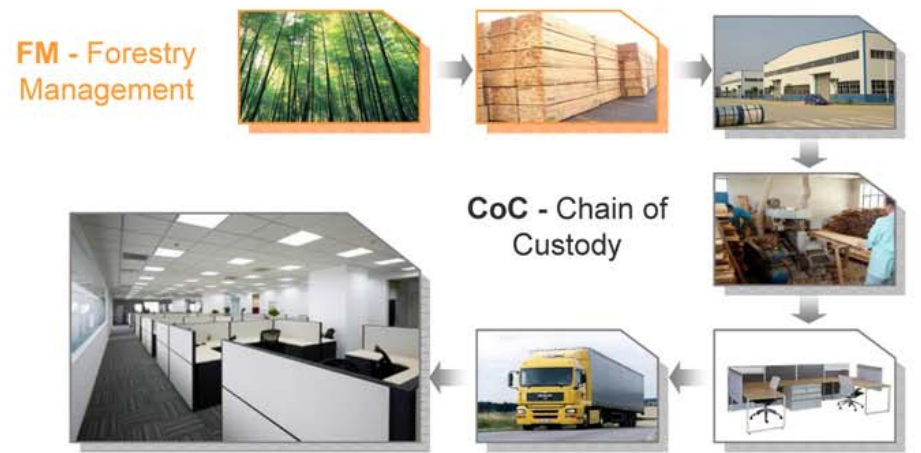 FM - Forestry
Management
CoC - Chain of
Custody